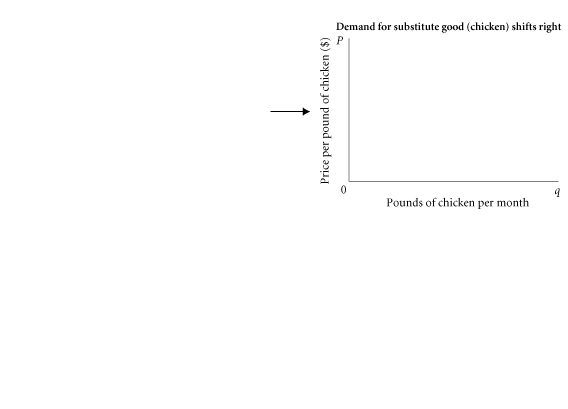 Demand for substitute good (chicken) shifts right
P
Price per pound of chicken ($)
0
q
Pounds of chicken per month